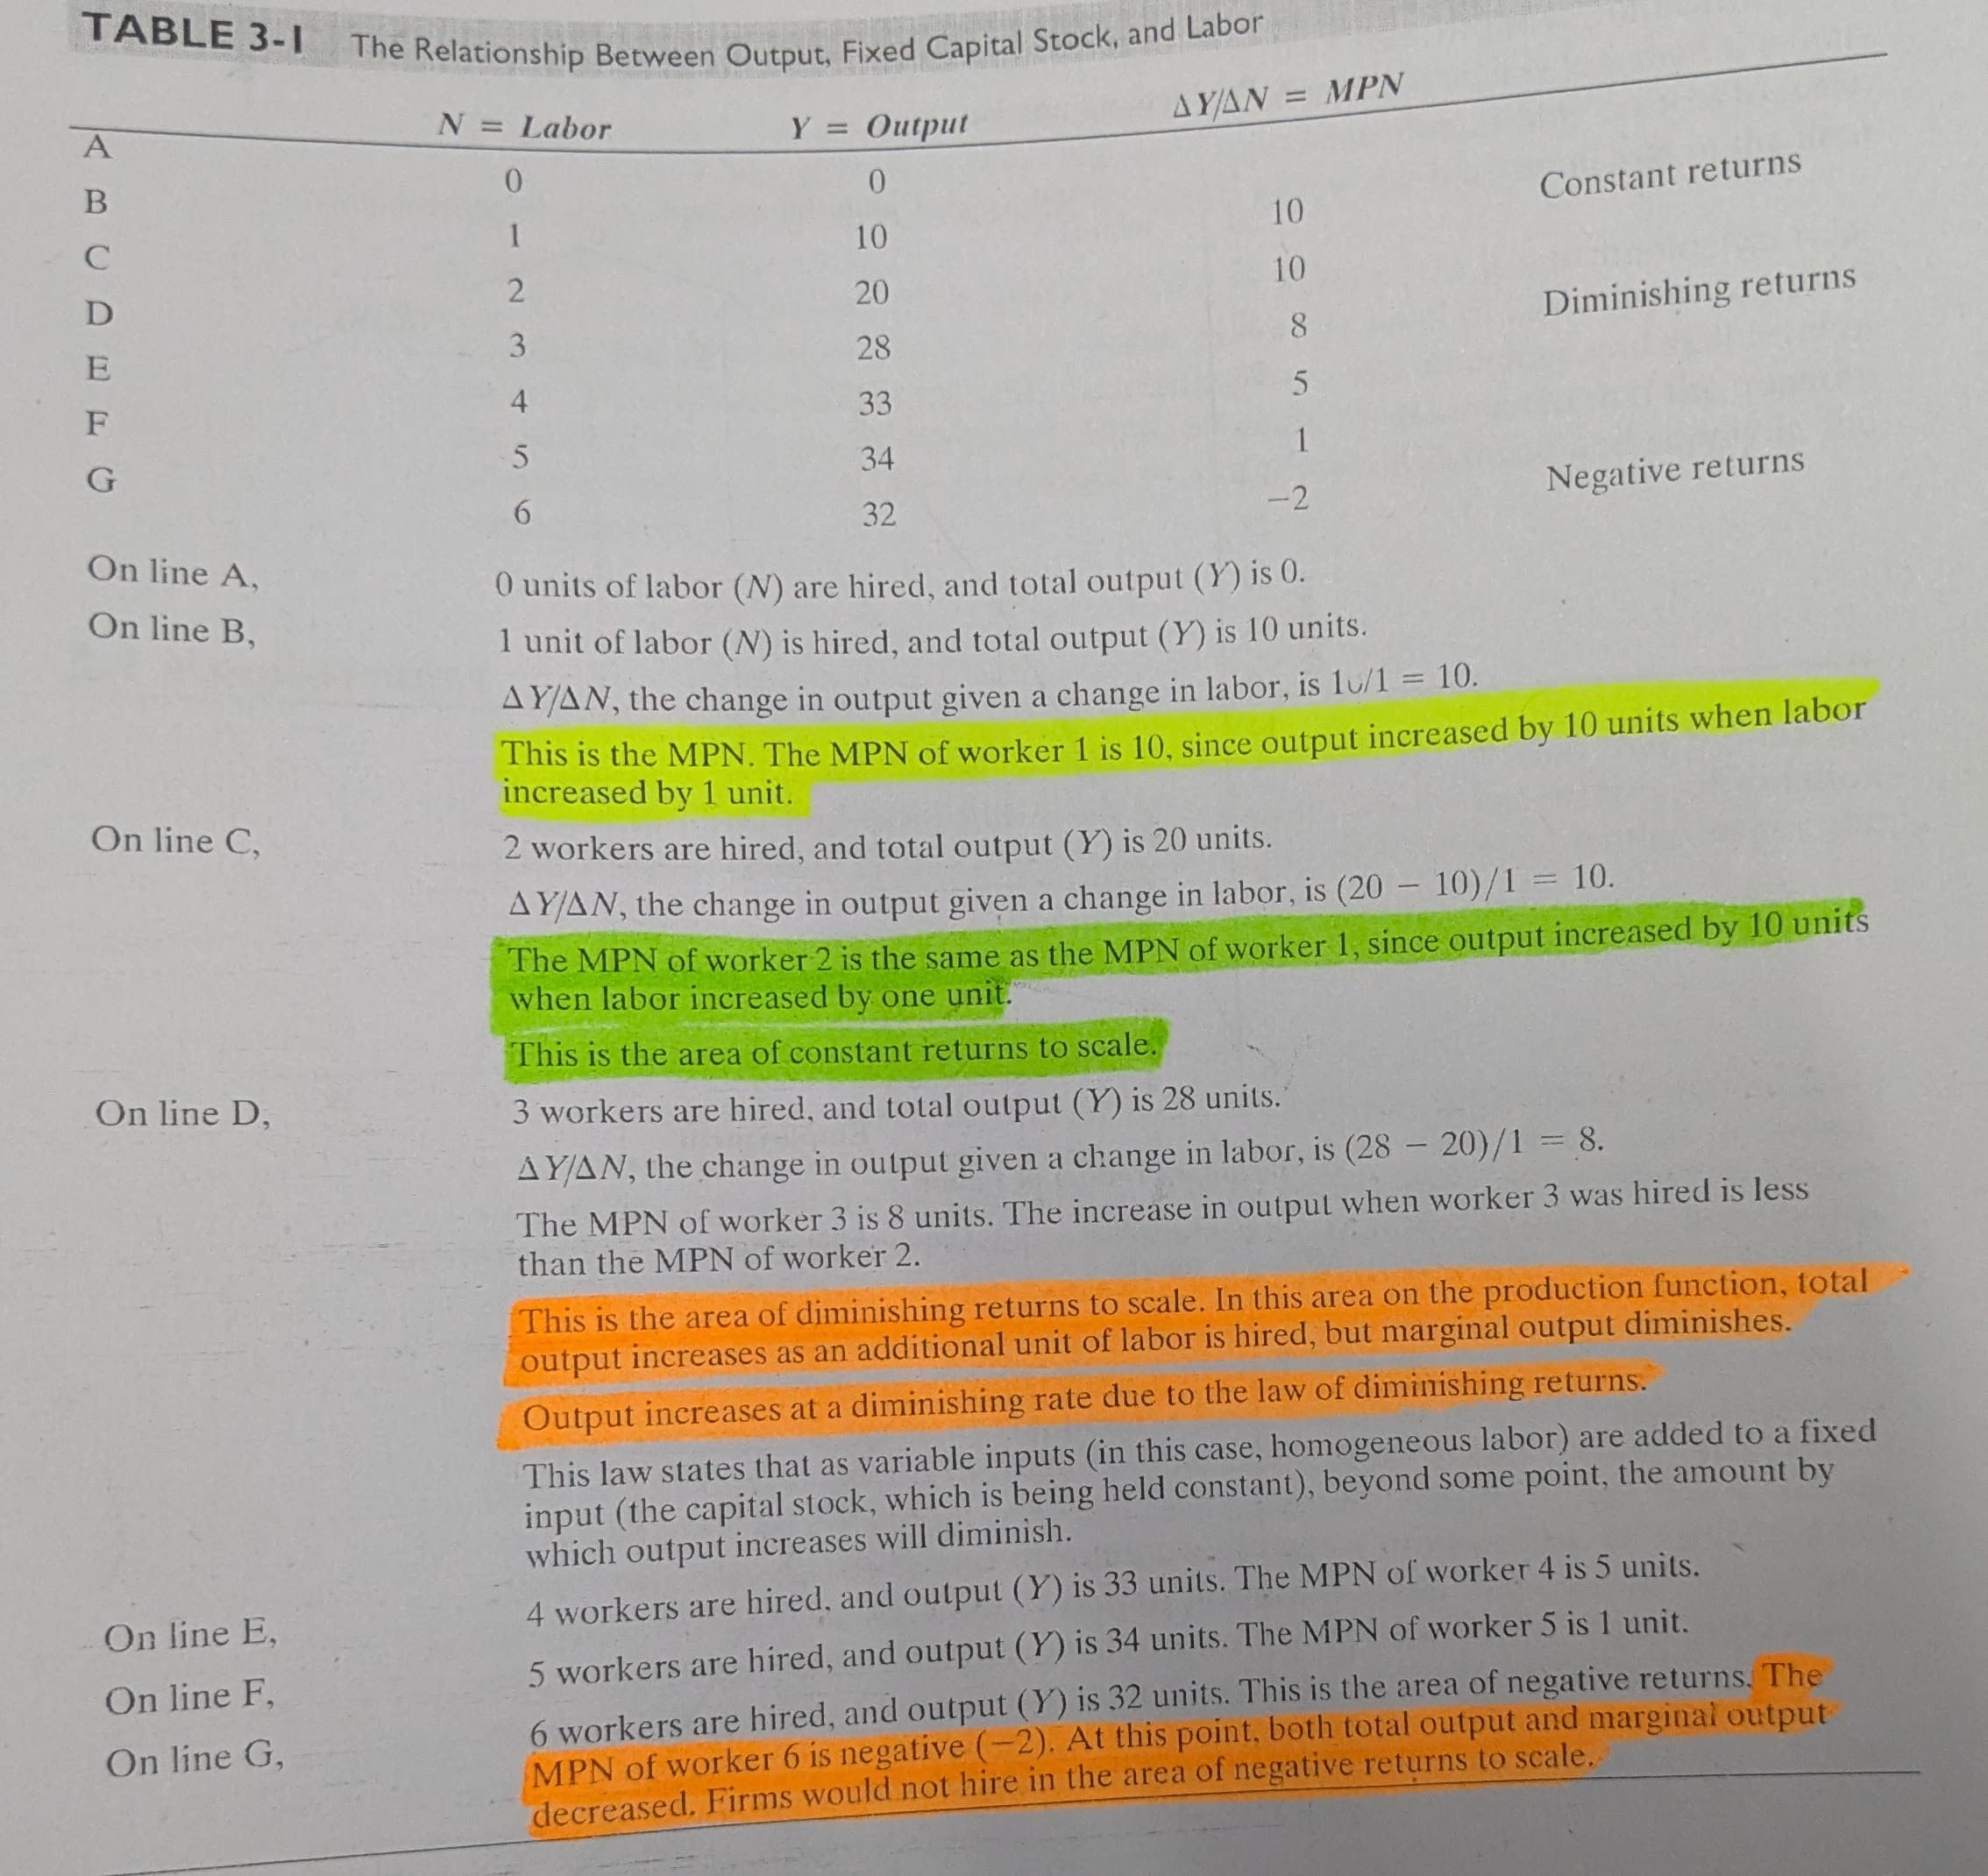 TABLE 3-1 The Relationship Between Output, Fixed Capital Stock, and Labor
N = Labor Y = Output ΔY/ΔN = MPN
A 0 0
10 Constant returns
B 1 10
10
C 2 20
8 Diminishing returns
D 3 28
5
E 4 33
1
F 5 34
−2 Negative returns
G 6 32
On line A, 0 units of labor (N) are hired, and total output (Y) is 0.
On line B, 1 unit of labor (N) is hired, and total output (Y) is 10 units.
ΔY/ΔN, the change in output given a change in labor, is 10/1 = 10.
This is the MPN. The MPN of worker 1 is 10, since output increased by 10 units when labor
increased by 1 unit.
On line C, 2 workers are hired, and total output (Y) is 20 units.
ΔY/ΔN, the change in output given a change in labor, is (20 − 10)/1 = 10.
The MPN of worker 2 is the same as the MPN of worker 1, since output increased by 10 units
when labor increased by one unit.
This is the area of constant returns to scale.
On line D, 3 workers are hired, and total output (Y) is 28 units.
ΔY/ΔN, the change in output given a change in labor, is (28 − 20)/1 = 8.
The MPN of worker 3 is 8 units. The increase in output when worker 3 was hired is less
than the MPN of worker 2.
This is the area of diminishing returns to scale. In this area on the production function, total
output increases as an additional unit of labor is hired, but marginal output diminishes.
Output increases at a diminishing rate due to the law of diminishing returns.
This law states that as variable inputs (in this case, homogeneous labor) are added to a fixed
input (the capital stock, which is being held constant), beyond some point, the amount by
which output increases will diminish.
On line E, 4 workers are hired, and output (Y) is 33 units. The MPN of worker 4 is 5 units.
On line F, 5 workers are hired, and output (Y) is 34 units. The MPN of worker 5 is 1 unit.
On line G, 6 workers are hired, and output (Y) is 32 units. This is the area of negative returns. The
MPN of worker 6 is negative (−2). At this point, both total output and marginal output
decreased. Firms would not hire in the area of negative returns to scale.